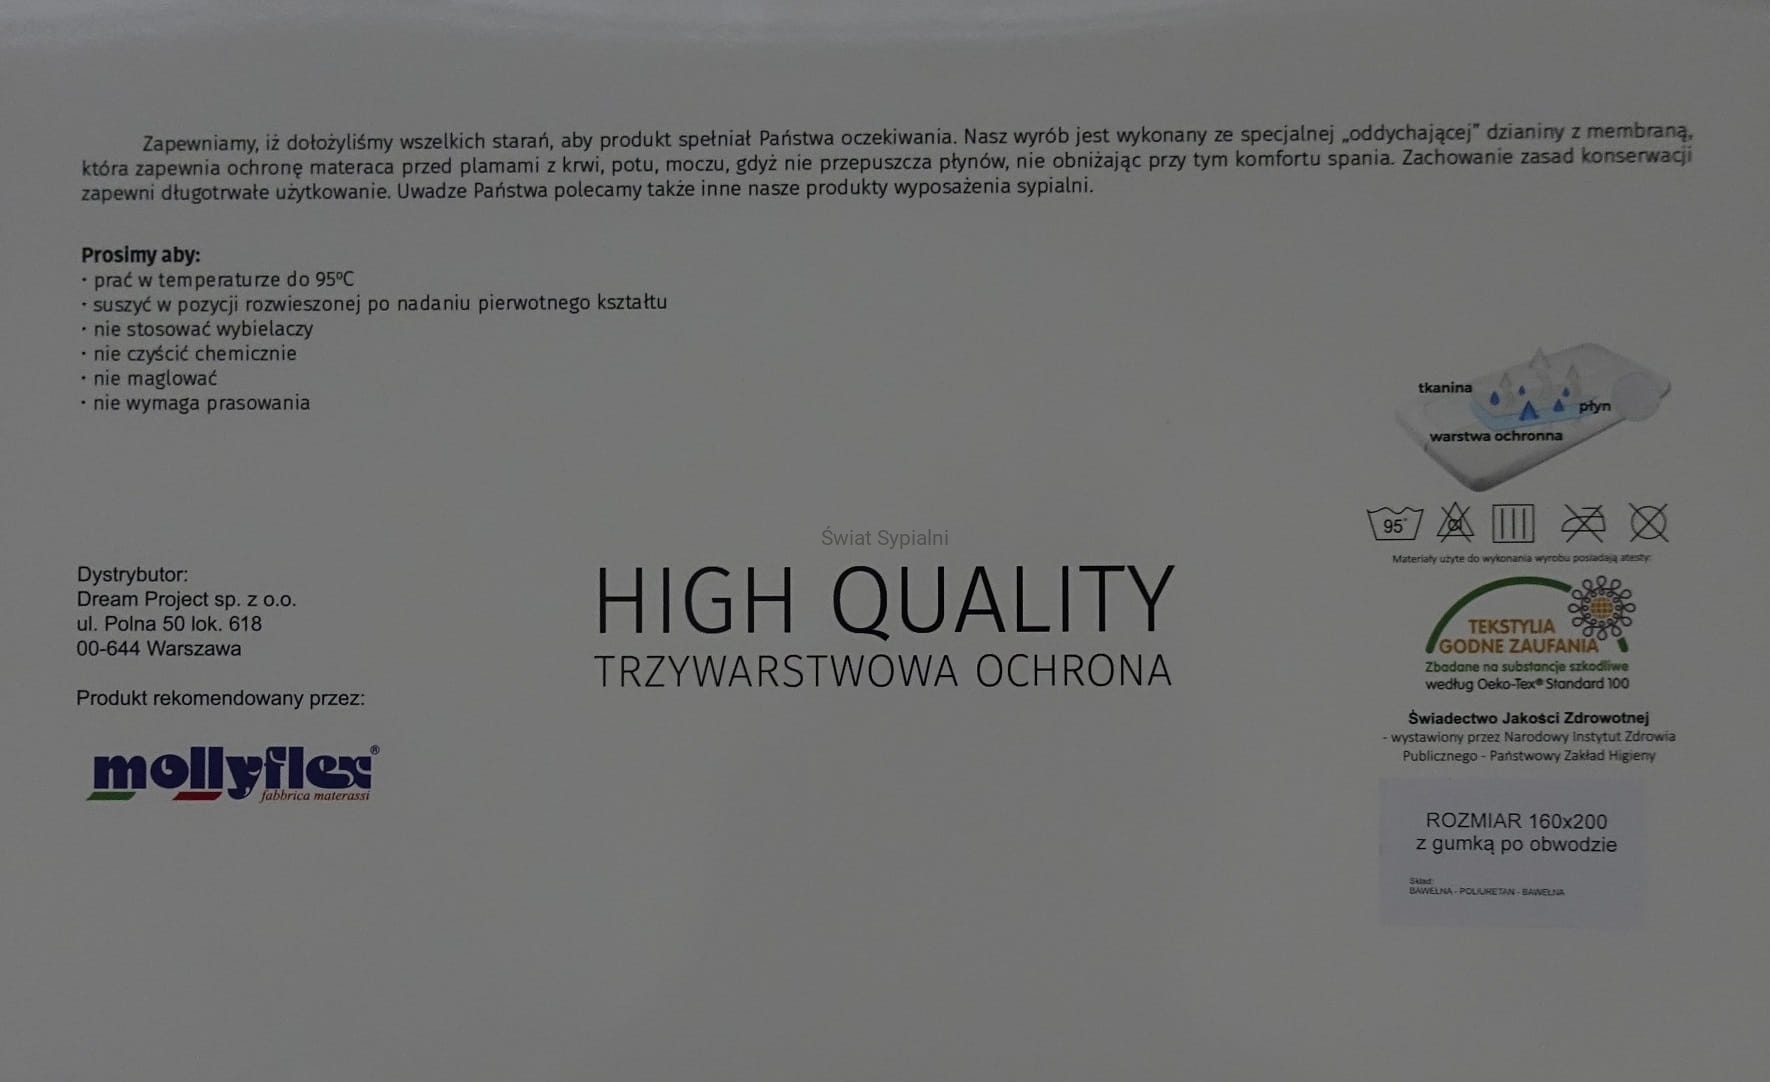 Zapewniamy, iż dołożyliśmy wszelkich starań, aby produkt spełniał Państwa oczekiwania. Nasz wyrób jest wykonany ze specjalnej „oddychającej” dzianiny z membraną,
która zapewnia ochronę materaca przed plamami z krwi, potu, moczu, gdyż nie przepuszcza płynów, nie obniżając przy tym komfortu spania. Zachowanie zasad konserwacji
zapewni długotrwałe użytkowanie. Uwadze Państwa polecamy także inne nasze produkty wyposażenia sypialni.
Prosimy aby:
· prać w temperaturze do 95ºC
· suszyć w pozycji rozwieszonej po nadaniu pierwotnego kształtu
· nie stosować wybielaczy
· nie czyścić chemicznie
· nie maglować
· nie wymaga prasowania
tkanina
płyn
warstwa ochronna
95°
cl
Materiały użyte do wykonania wyrobu posiadają atesty:
Świat Sypialni
HIGH QUALITY
TRZYWARSTWOWA OCHRONA
Dystrybutor:
Dream Project sp. z o.o.
ul. Polna 50 lok. 618
00-644 Warszawa
Produkt rekomendowany przez:
mollyflex®
fabbrica materassi
TEKSTYLIA
GODNE ZAUFANIA
Zbadane na substancje szkodliwe
według Oeko-Tex® Standard 100
Świadectwo Jakości Zdrowotnej
- wystawiony przez Narodowy Instytut Zdrowia
Publicznego - Państwowy Zakład Higieny
ROZMIAR 160x200
z gumką po obwodzie
Skład:
BAWEŁNA - POLIURETAN - BAWEŁNA